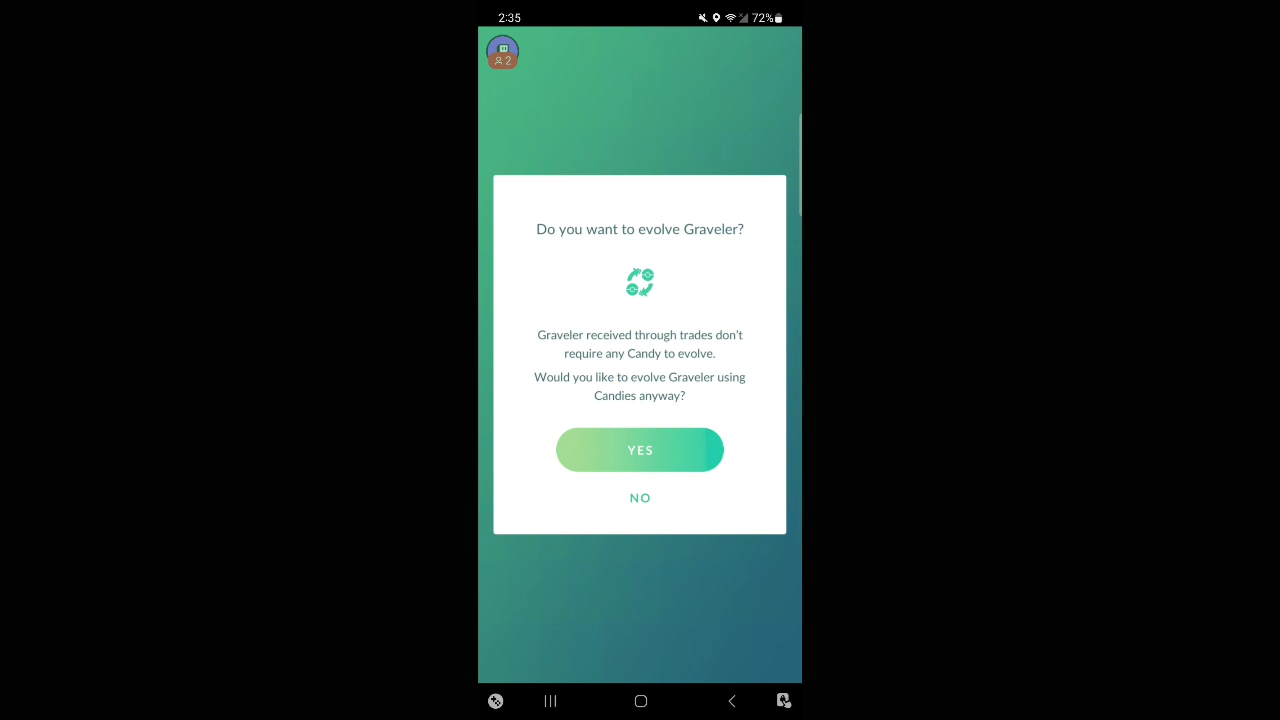 2:35
72%
2
Do you want to evolve Graveler?
Graveler received through trades don't
require any Candy to evolve.
Would you like to evolve Graveler using
Candies anyway?
YES
NO